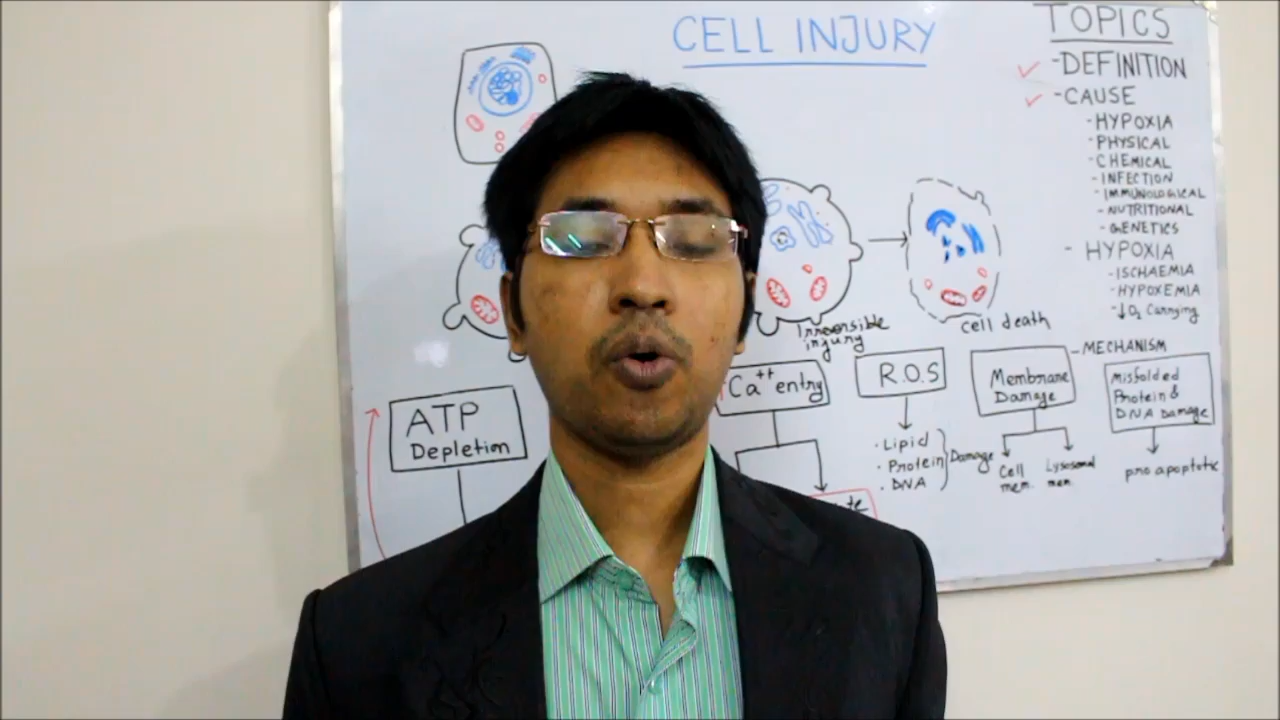 CELL INJURY
TOPICS
-DEFINITION
-CAUSE
-HYPOXIA
-PHYSICAL
-CHEMICAL
-INFECTION
-IMMUNOLOGICAL
-NUTRITIONAL
-GENETICS
- HYPOXIA
-ISCHAEMIA
-HYPOXEMIA
-↓O₂ Carrying
-MECHANISM
injury
cell death
ATP
Depletion
Ca⁺⁺ entry
R.O.S
• Lipid
• Protein
• DNA
Damage
Membrane
Damage
Cell
mem.
Lysosomal
mem.
Misfolded
Protein &
DNA Damage
pro apoptotic